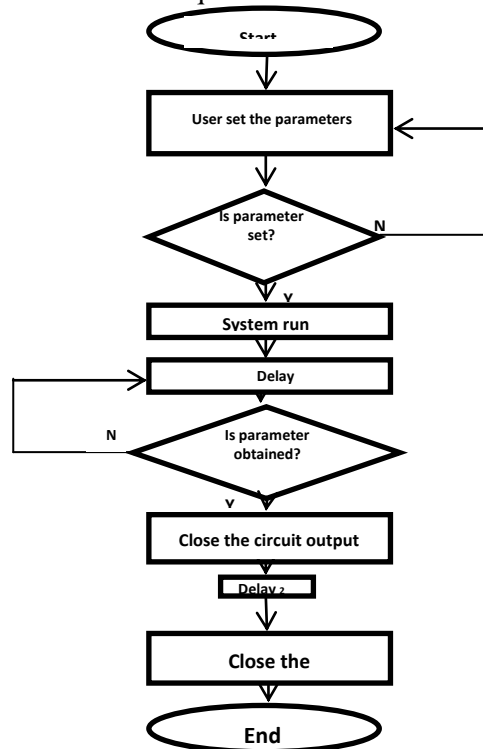 Start
User set the parameters
Is parameter
set?
N
Y
System run
Delay
Is parameter
obtained?
N
Y
Close the circuit output
Delay 2
Close the
End